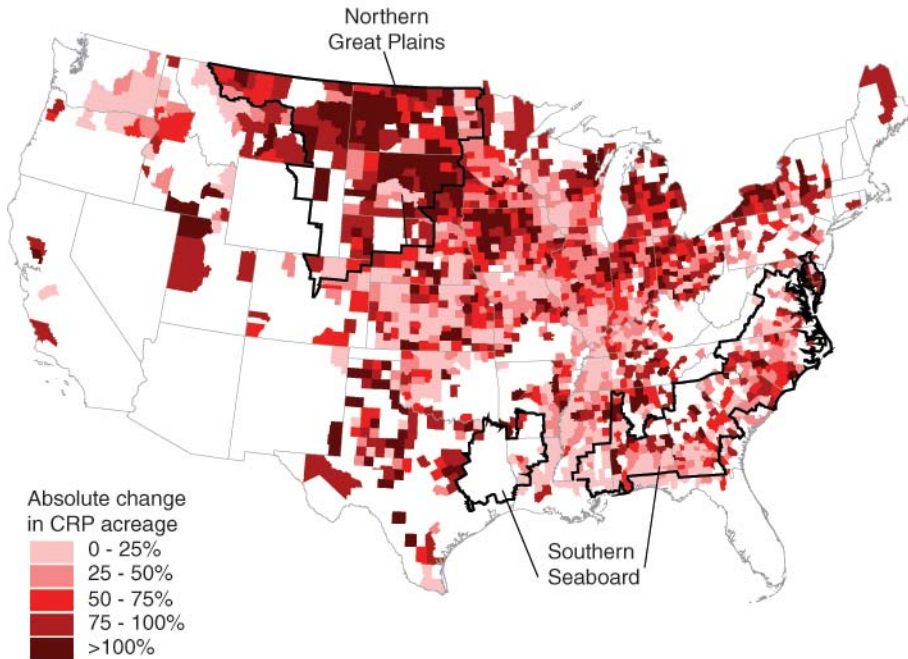 Northern
Great Plains
Absolute change
in CRP acreage
0 - 25%
25 - 50%
50 - 75%
75 - 100%
>100%
Southern
Seaboard